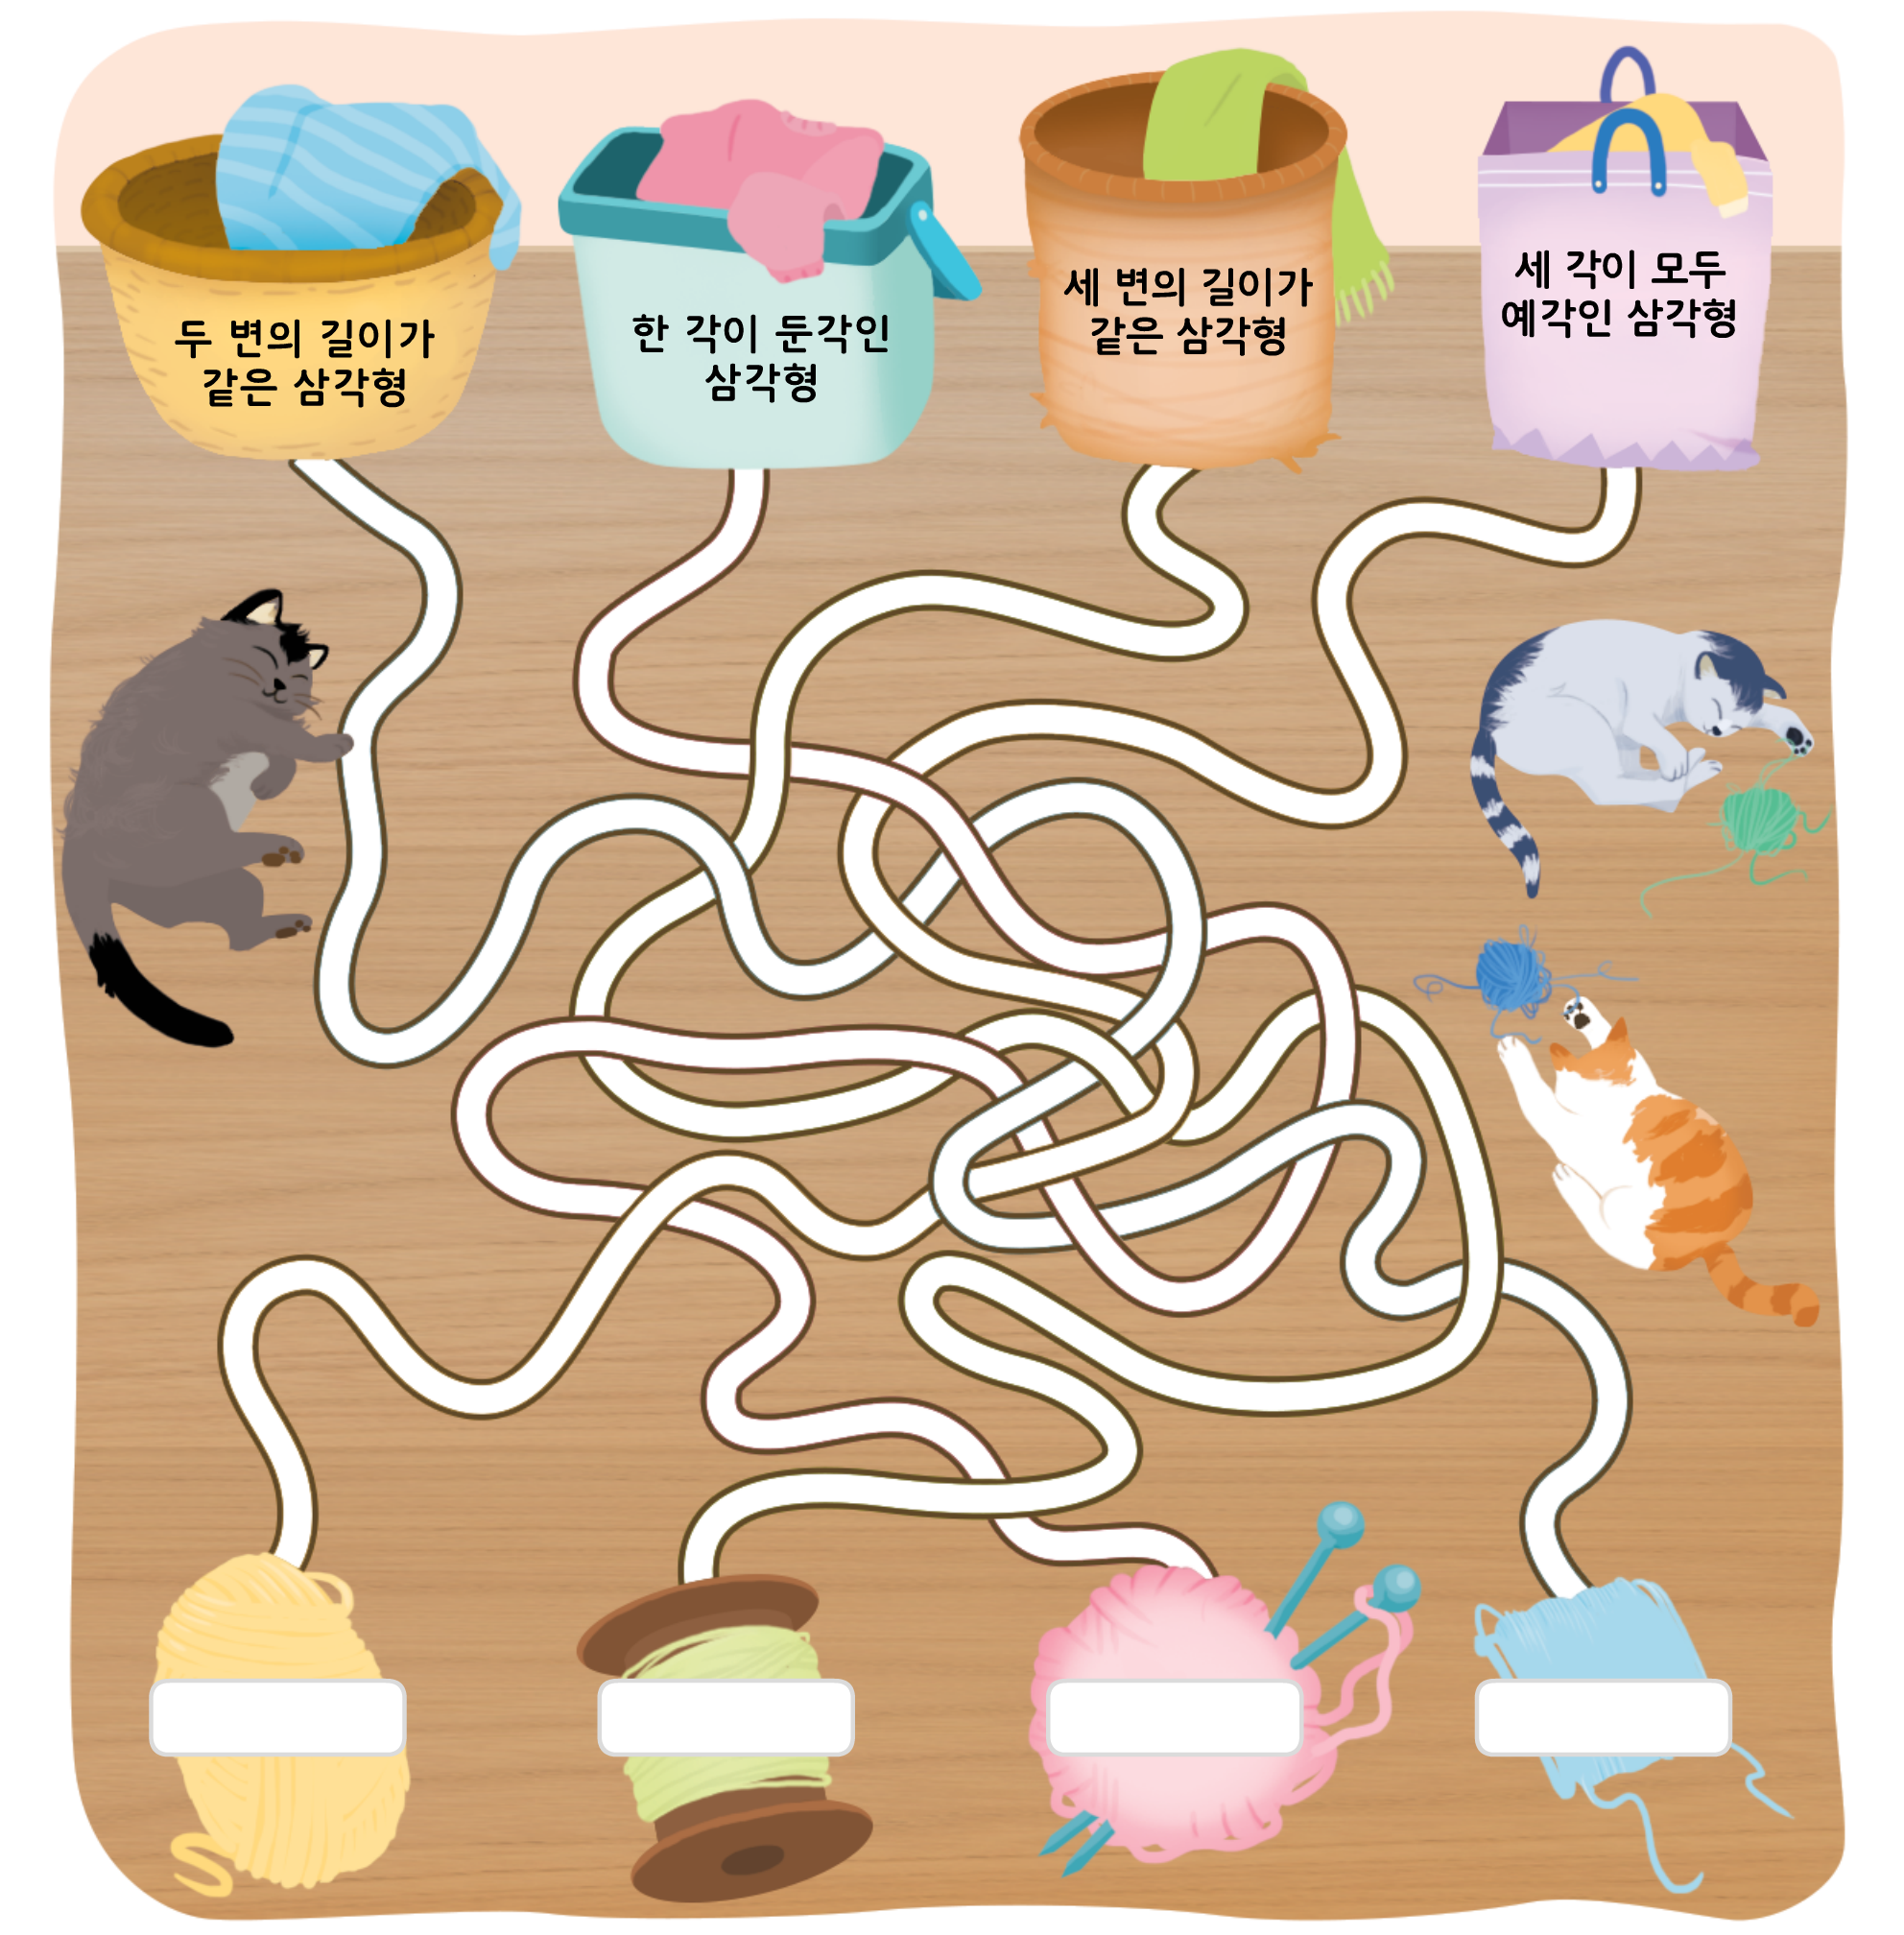 두 변의 길이가
같은 삼각형
한 각이 둔각인
삼각형
세 변의 길이가
같은 삼각형
세 각이 모두
예각인 삼각형